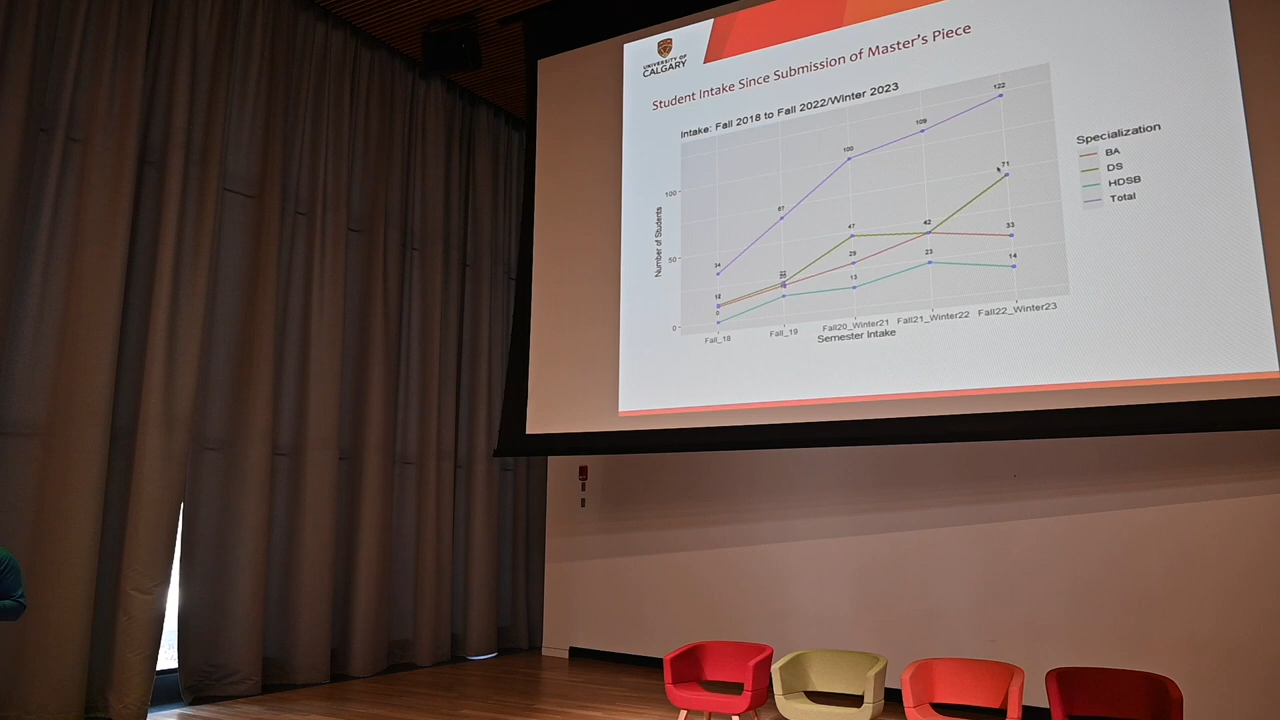 UNIVERSITY OF
CALGARY
Student Intake Since Submission of Master's Piece
Intake: Fall 2018 to Fall 2022/Winter 2023
Number of Students
100
50
0
34
67
100
109
122
47
42
71
29
33
0
13
23
14
Fall_18
Fall_19
Fall20_Winter21
Fall21_Winter22
Fall22_Winter23
Semester Intake
Specialization
BA
DS
HDSB
Total